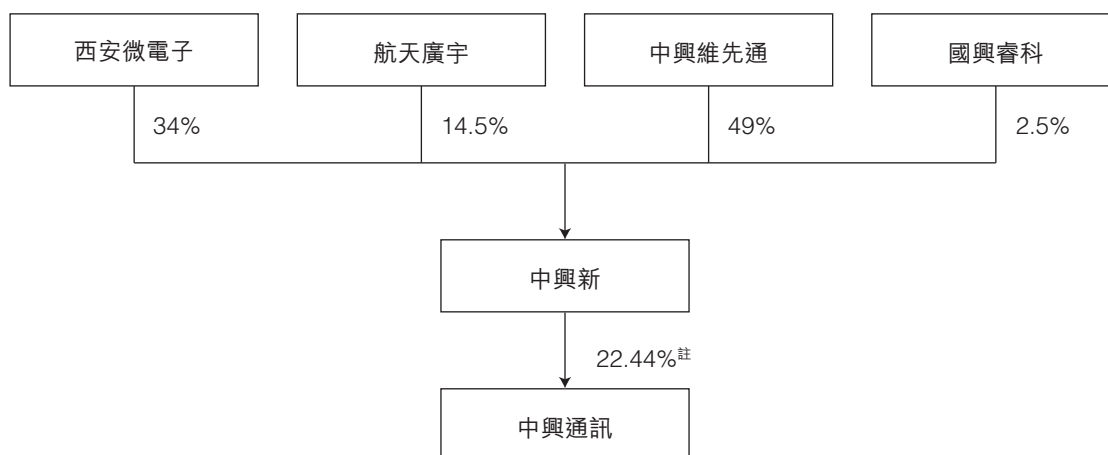 西安微電子 航天廣宇 中興維先通 國興睿科
34% 14.5% 49% 2.5%
中興新
22.44%註
中興通訊